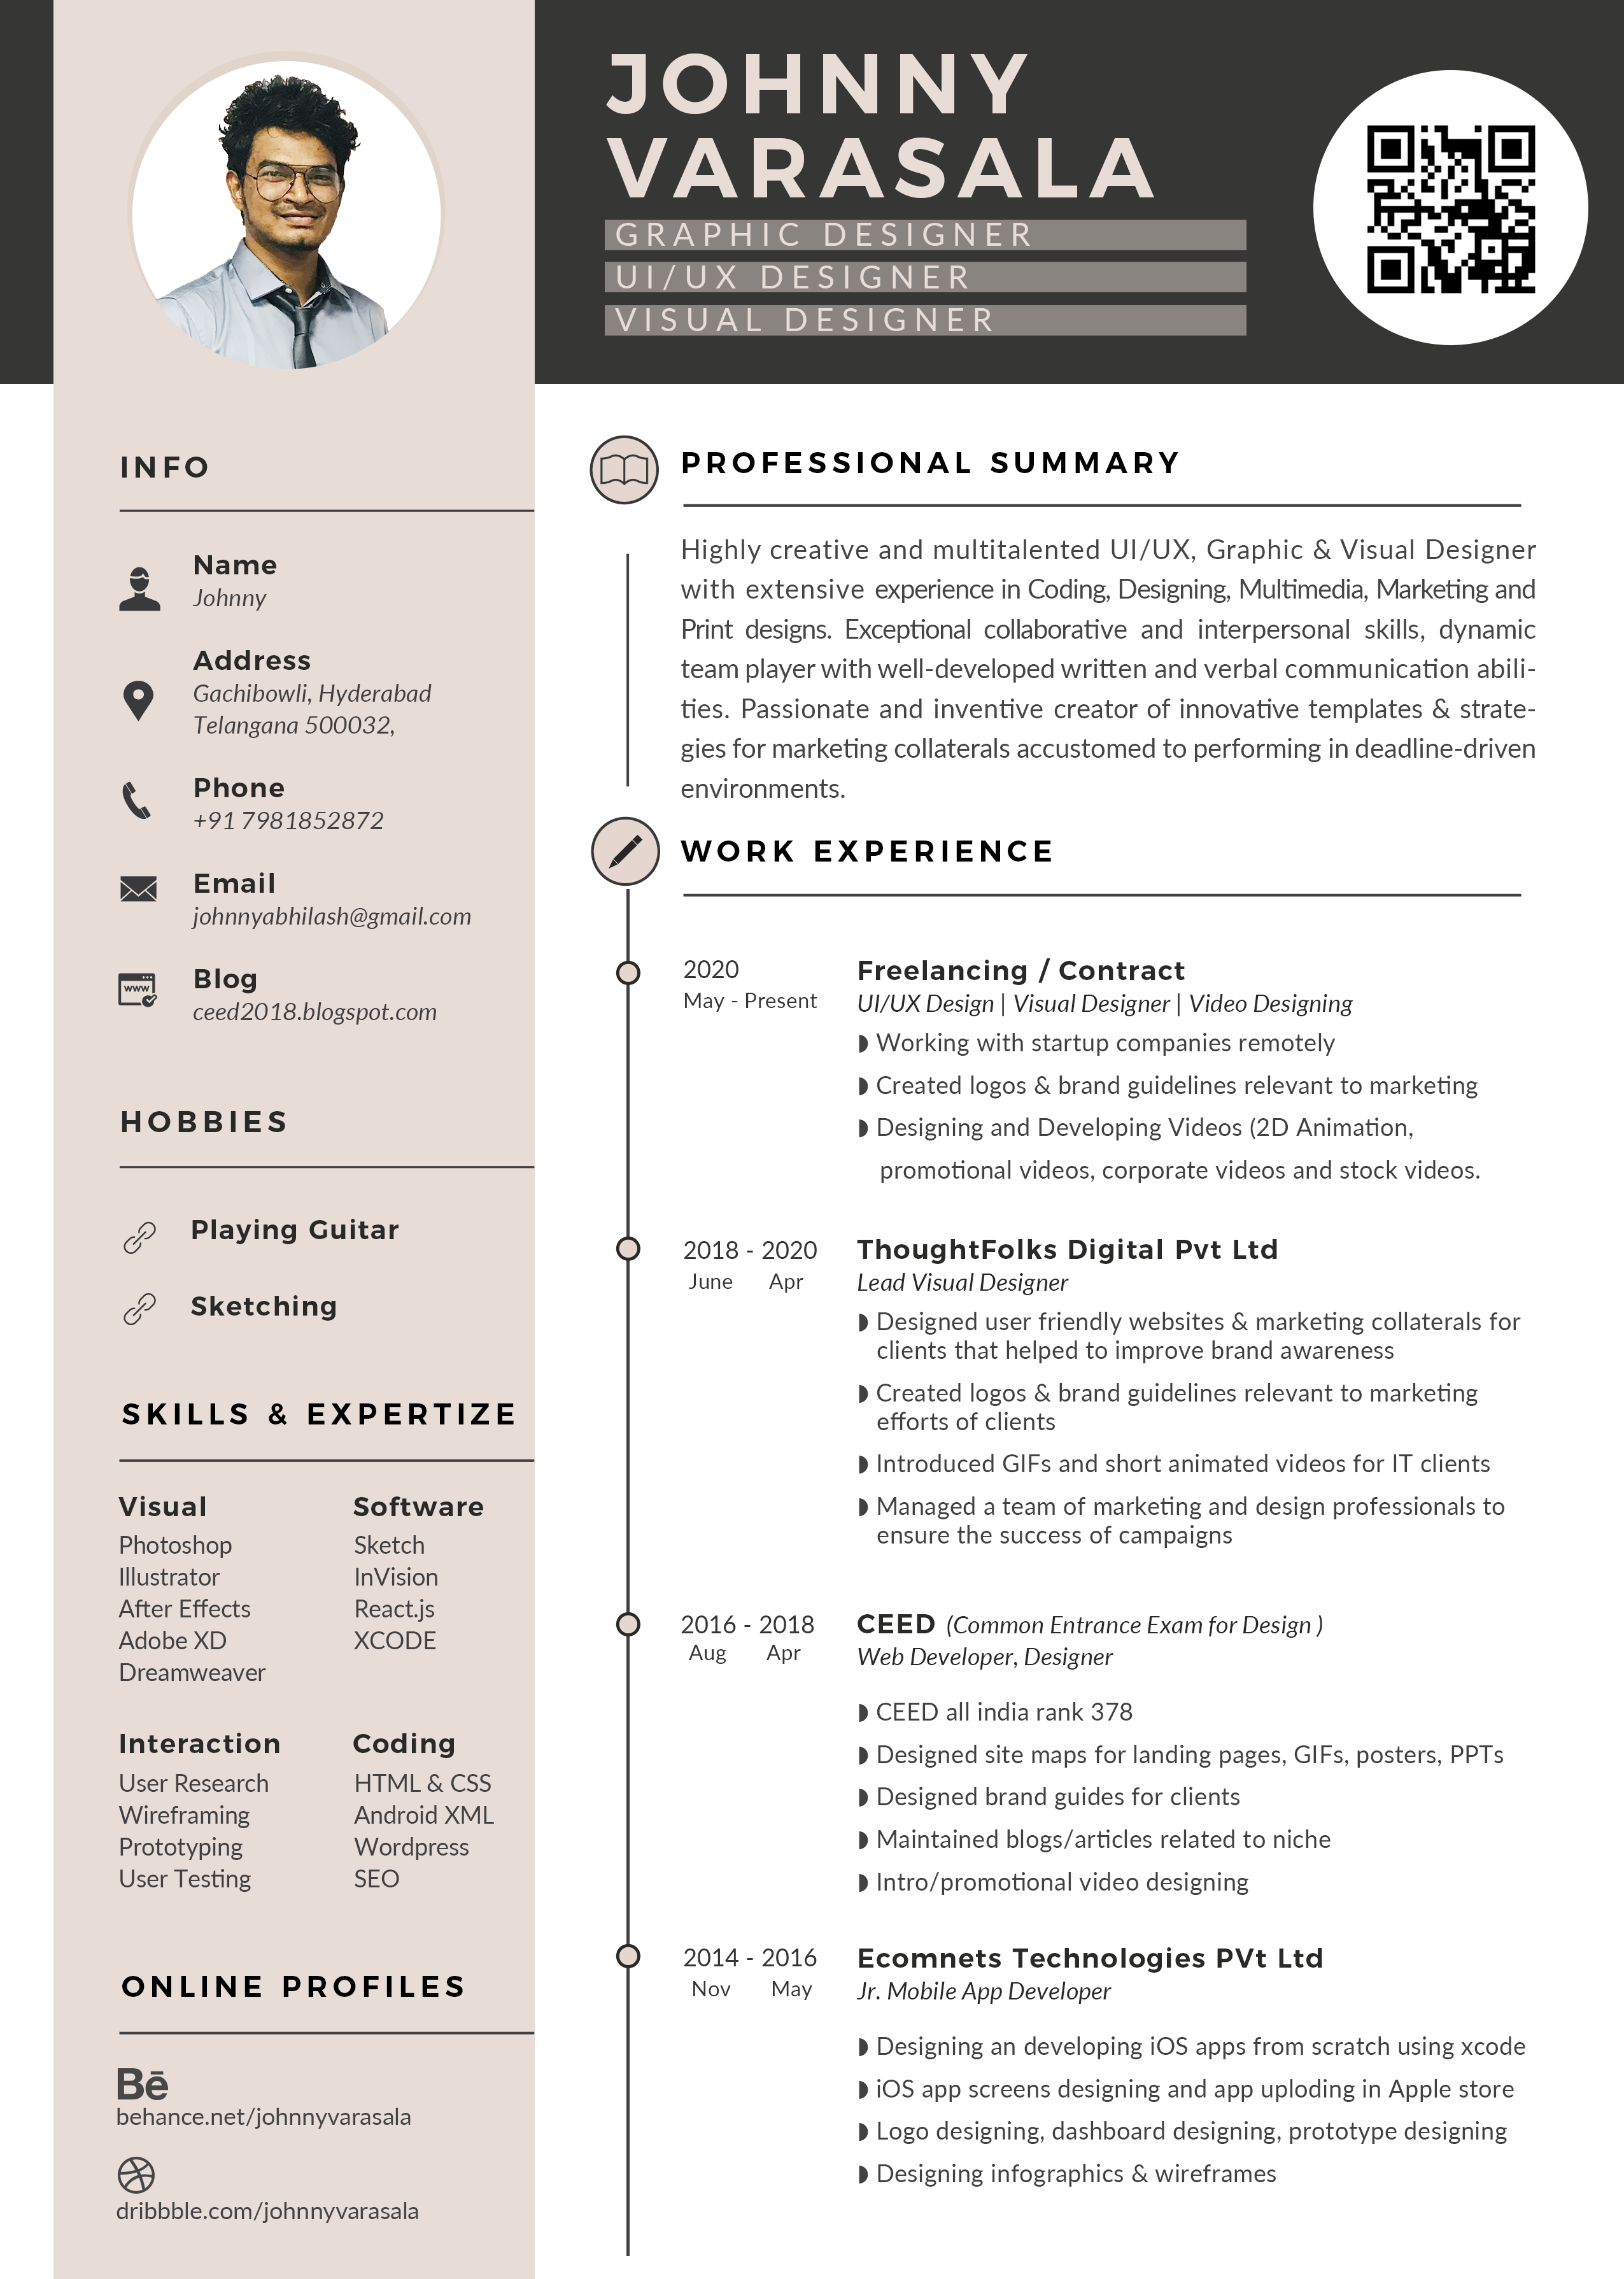 JOHNNY
VARASALA
GRAPHIC DESIGNER
UI/UX DESIGNER
VISUAL DESIGNER
INFO
Name
Johnny
Address
Gachibowli, Hyderabad
Telangana 500032,
Phone
+91 7981852872
Email
johnnyabhilash@gmail.com
www
Blog
ceed2018.blogspot.com
HOBBIES
Playing Guitar
Sketching
SKILLS & EXPERTIZE
Visual
Photoshop
Illustrator
After Effects
Adobe XD
Dreamweaver
Software
Sketch
InVision
React.js
XCODE
Interaction
User Research
Wireframing
Prototyping
User Testing
Coding
HTML & CSS
Android XML
Wordpress
SEO
ONLINE PROFILES
Bē
behance.net/johnnyvarasala
dribbble.com/johnnyvarasala
PROFESSIONAL SUMMARY
Highly creative and multitalented UI/UX, Graphic & Visual Designer
with extensive experience in Coding, Designing, Multimedia, Marketing and
Print designs. Exceptional collaborative and interpersonal skills, dynamic
team player with well-developed written and verbal communication abili-
ties. Passionate and inventive creator of innovative templates & strate-
gies for marketing collaterals accustomed to performing in deadline-driven
environments.
WORK EXPERIENCE
2020
May - Present
Freelancing / Contract
UI/UX Design | Visual Designer | Video Designing
Working with startup companies remotely
Created logos & brand guidelines relevant to marketing
Designing and Developing Videos (2D Animation,
promotional videos, corporate videos and stock videos.
2018 - 2020
June Apr
ThoughtFolks Digital Pvt Ltd
Lead Visual Designer
Designed user friendly websites & marketing collaterals for
clients that helped to improve brand awareness
Created logos & brand guidelines relevant to marketing
efforts of clients
Introduced GIFs and short animated videos for IT clients
Managed a team of marketing and design professionals to
ensure the success of campaigns
2016 - 2018
Aug Apr
CEED (Common Entrance Exam for Design )
Web Developer, Designer
CEED all india rank 378
Designed site maps for landing pages, GIFs, posters, PPTs
Designed brand guides for clients
Maintained blogs/articles related to niche
Intro/promotional video designing
2014 - 2016
Nov May
Ecomnets Technologies PVt Ltd
Jr. Mobile App Developer
Designing an developing iOS apps from scratch using xcode
iOS app screens designing and app uploding in Apple store
Logo designing, dashboard designing, prototype designing
Designing infographics & wireframes